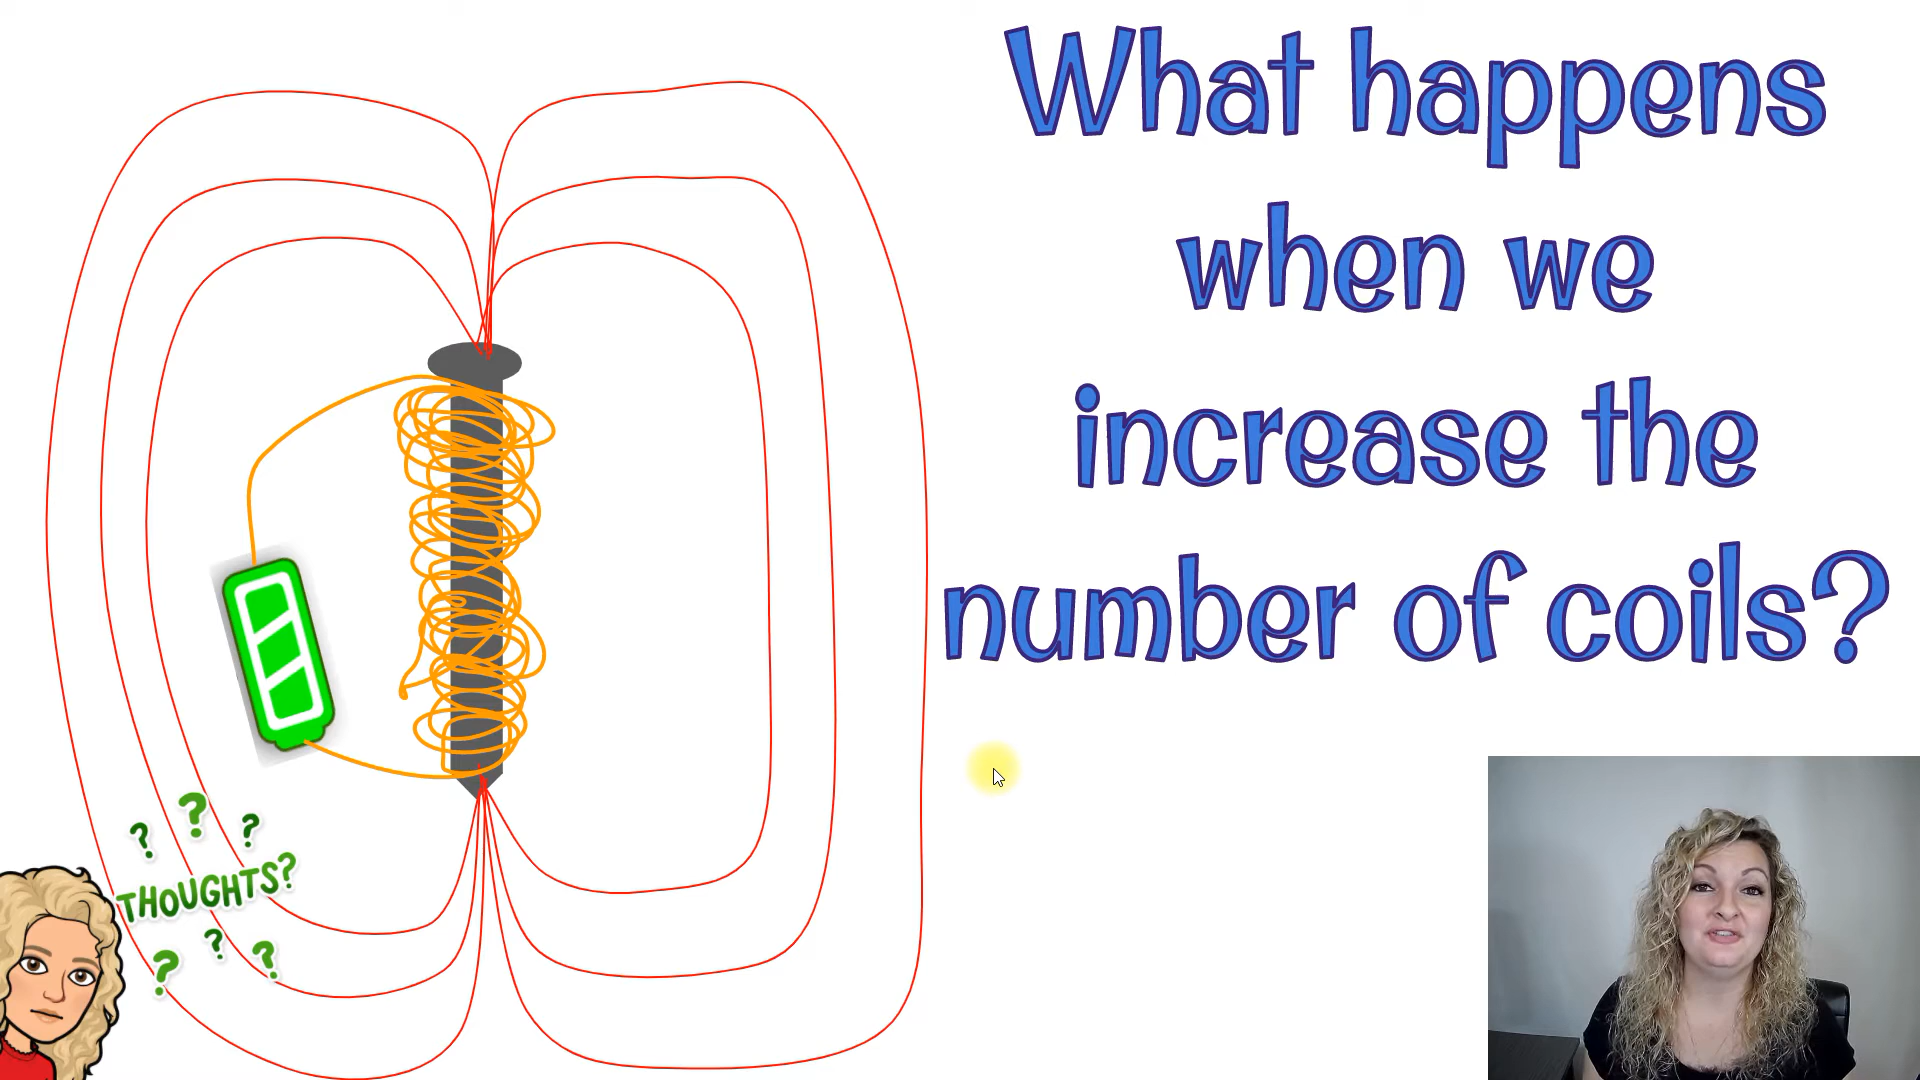 What happens
when we
increase the
number of coils?
? ? ?
THOUGHTS?
? ? ?